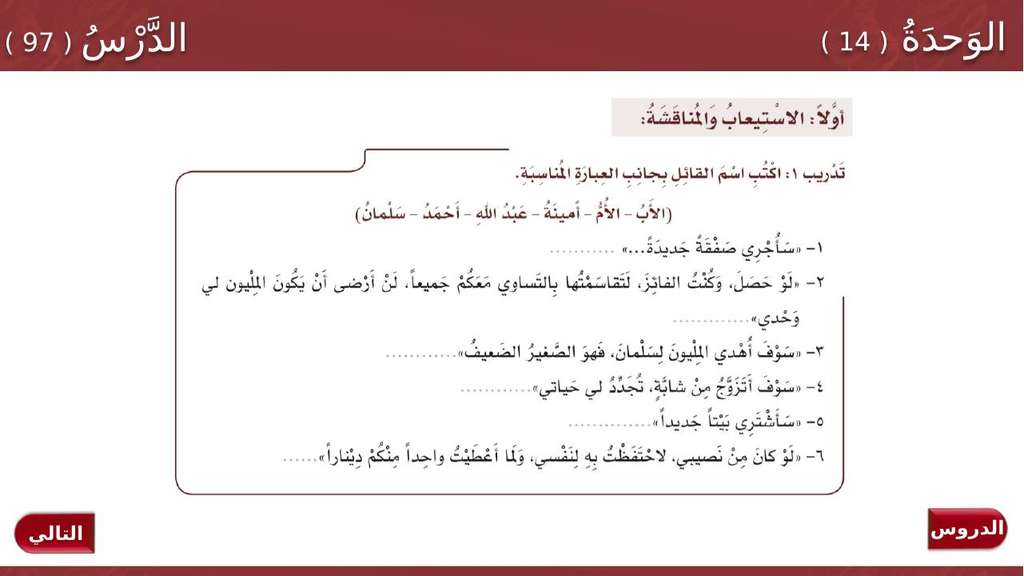 الوَحدَةُ ( 14 )
الدَّرْسُ ( 97 )
أوَّلاً: الاسْتِيعابُ وَالمُناقَشَةُ:
تَدْريب ١: اكْتُبِ اسْمَ القائِلِ بِجانِبِ العِبارَةِ المُناسِبَةِ.
(الأَبُ – الأُمُّ – أَمينَةُ – عَبْدُ اللهِ – أَحْمَدُ – سَلْمانُ)
١– «سَأُجْرِي صَفْقَةً جَديدَةً...» ...........
٢– «لَوْ حَصَلَ، وَكُنْتُ الفائِزَ، لَتَقاسَمْتُها بِالتَساوي مَعَكُمْ جَميعاً، لَنْ أَرْضى أَنْ يَكُونَ المِلْيون لي
وَحْدي».............
٣– «سَوْفَ أُهْدي المِلْيونَ لِسَلْمانَ، فَهوَ الصَّغيرُ الضَعيفُ»............
٤– «سَوْفَ أَتَزَوَّجُ مِنْ شابَّةٍ، تُجَدِّدُ لي حَياتي»............
٥– «سَأَشْتَرِي بَيْتاً جَديداً»..............
٦– «لَوْ كانَ مِنْ نَصيبي، لاحْتَفَظْتُ بِهِ لِنَفْسي، وَلَما أَعْطَيْتُ واحِداً مِنْكُمْ دِيْناراً»......
الدروس
التالي